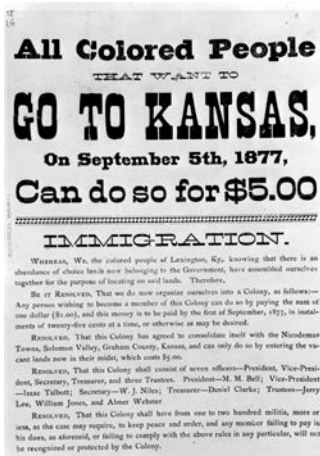 All Colored People
THAT WANT TO
GO TO KANSAS,
On September 5th, 1877,
Can do so for $5.00
IMMIGRATION.
WHEREAS, We, the colored people of Lexington, Ky,. knowing that there is an
abundance of choice lands now belonging to the Government, have assembled ourselves
together for the purpose of locating on said lands. Therefore,
BE IT RESOLVED, That we do now organize ourselves into a Colony, as follows:—
Any person wishing to become a member of this Colony can do so by paying the sum of
one dollar ($1.00), and this money is to be paid by the first of September, 1877, in instal-
ments of twenty-five cents at a time, or otherwise as may be desired.
RESOLVED, That this Colony has agreed to consolidate itself with the Nicodemus
Towns, Solomon Valley, Graham County, Kansas, and can only do so by entering the va-
cant lands now in their midst, which costs $5.00.
RESOLVED, That this Colony shall consist of seven officers—President, Vice-Presi-
dent, Secretary, Treasurer, and three Trustees. President—M. M. Bell; Vice-President
—Isaac Talbott; Secretary—W. J. Niles; Treasurer—Daniel Clarke; Trustees—Jerry
Lee, William Jones, and Abner Webster
RESOLVED, That this Colony shall have from one to two hundred militia, more or
less, as the case may require, to keep peace and order, and any member failing to pay in
his dues, as aforesaid, or failing to comply with the above rules in any particular, will not
be recognized or protected by the Colony.